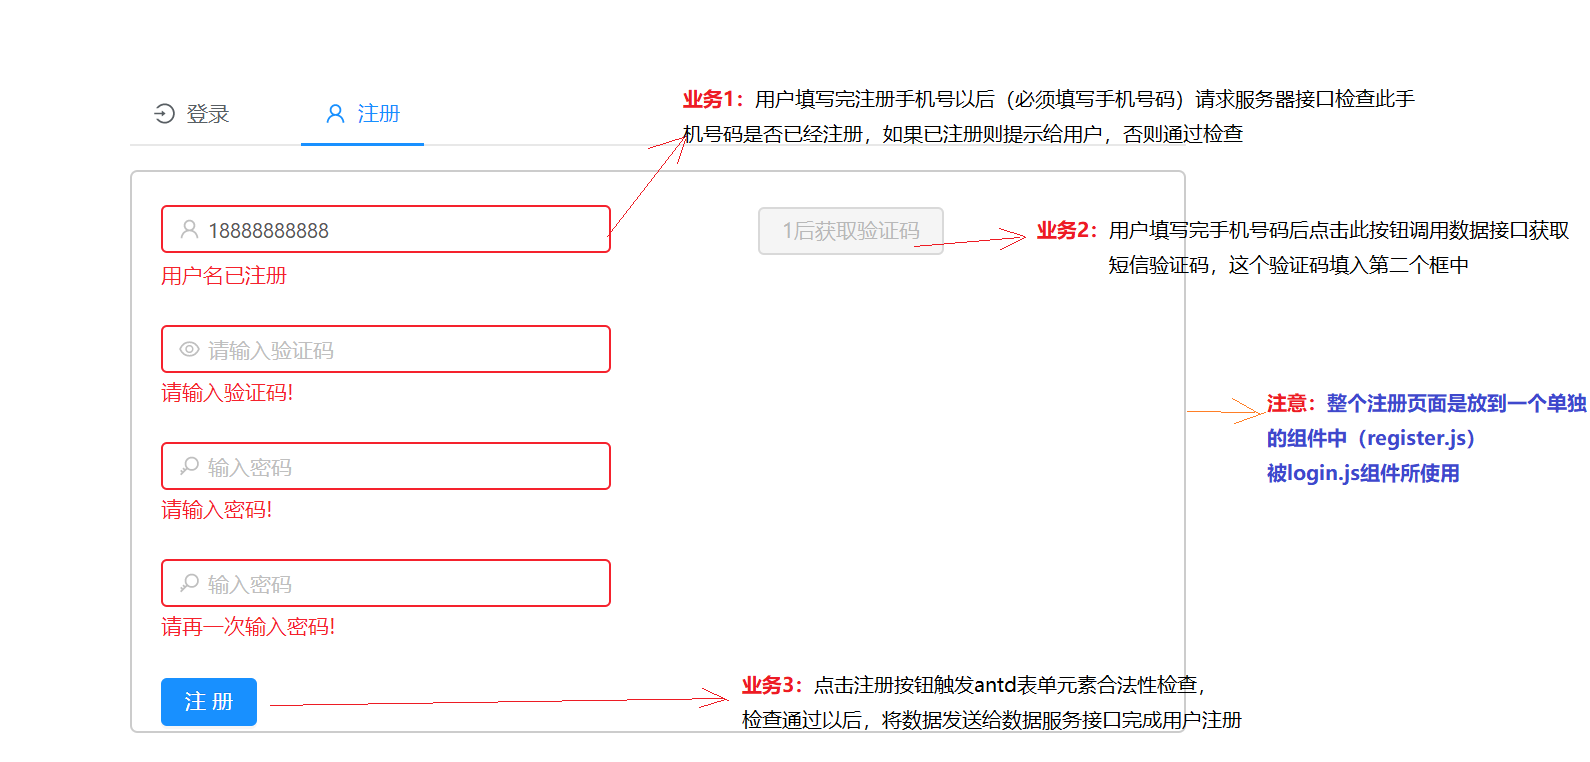 登录
注册
业务1：用户填写完注册手机号以后（必须填写手机号码）请求服务器接口检查此手
机号码是否已经注册，如果已注册则提示给用户，否则通过检查
18888888888
1后获取验证码
业务2：用户填写完手机号码后点击此按钮调用数据接口获取
短信验证码，这个验证码填入第二个框中
用户名已注册
请输入验证码
请输入验证码!
注意：整个注册页面是放到一个单独
的组件中（register.js）
被login.js组件所使用
输入密码
请输入密码!
输入密码
请再一次输入密码!
注 册
业务3：点击注册按钮触发antd表单元素合法性检查，
检查通过以后，将数据发送给数据服务接口完成用户注册